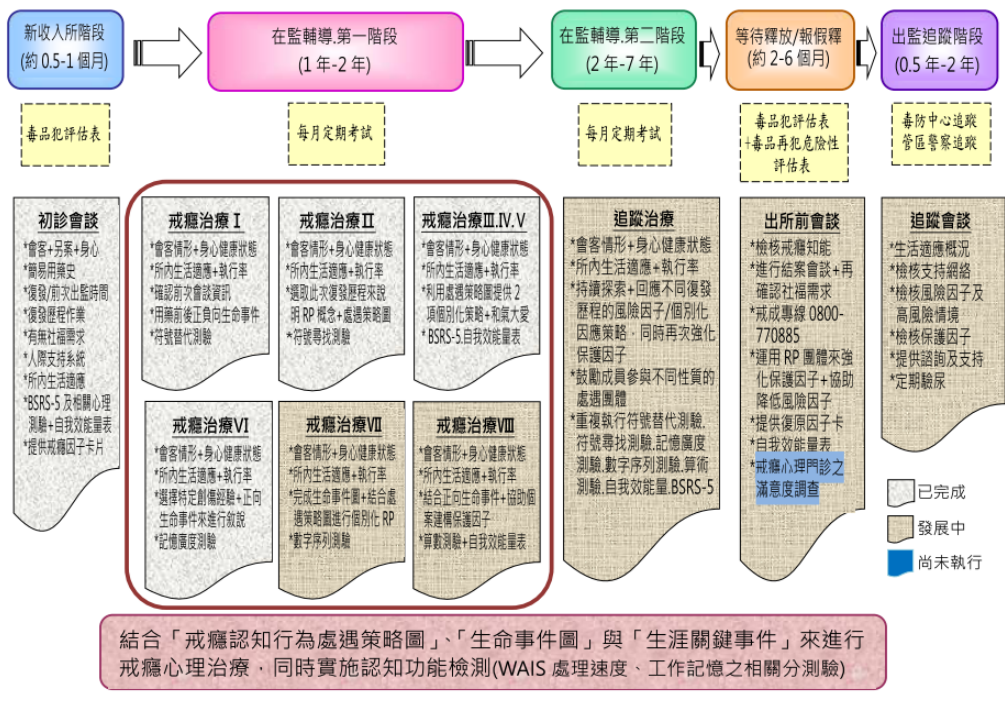 新收入所階段
(約 0.5-1 個月)
在監輔導.第一階段
(1 年-2 年)
在監輔導.第二階段
(2 年-7 年)
等待釋放/報假釋
(約 2-6 個月)
出監追蹤階段
(0.5 年-2 年)
毒品犯評估表
每月定期考試
每月定期考試
毒品犯評估表
+毒品再犯危險性
評估表
毒防中心追蹤
管區警察追蹤
初診會談
*會客+另案+身心
*簡易用藥史
*復發/前次出監時間
*復發歷程作業
*有無社福需求
*人際支持系統
*所內生活適應
*BSRS-5 及相關心理
測驗+自我效能量表
*提供戒癮因子卡片
戒癮治療 I
*會客情形+身心健康狀態
*所內生活適應+執行率
*確認前次會談資訊
*用藥前後正負向生命事件
*符號替代測驗
戒癮治療Ⅱ
*會客情形+身心健康狀態
*所內生活適應+執行率
*選取此次復發歷程來說
明 RP 概念+處遇策略圖
*符號尋找測驗
戒癮治療Ⅲ.Ⅳ.Ⅴ
*會客情形+身心健康狀態
*所內生活適應+執行率
*利用處遇策略圖提供 2
項個別化策略+和氣大愛
*BSRS-5.自我效能量表
戒癮治療Ⅵ
*會客情形+身心健康狀態
*所內生活適應+執行率
*選擇特定創傷經驗+正向
生命事件來進行敘說
*記憶廣度測驗
戒癮治療Ⅶ
*會客情形+身心健康狀態
*所內生活適應+執行率
*完成生命事件圖+結合處
遇策略圖進行個別化 RP
*數字序列測驗
戒癮治療Ⅷ
*會客情形+身心健康狀態
*所內生活適應+執行率
*結合正向生命事件+協助個
案建構保護因子
*算數測驗+自我效能量表
追蹤治療
*會客情形+身心健康狀態
*所內生活適應+執行率
*持續探索+回應不同復發
歷程的風險因子/個別化
因應策略，同時再次強化
保護因子
*鼓勵成員參與不同性質的
處遇團體
*重複執行符號替代測驗.
符號尋找測驗.記憶廣度
測驗.數字序列測驗.算術
測驗.自我效能量.BSRS-5
出所前會談
*檢核戒癮知能
*進行結案會談+再
確認社福需求
*戒成專線 0800-
770885
*運用 RP 團體來強
化保護因子+協助
降低風險因子
*提供復原因子卡
*自我效能量表
*戒癮心理門診之
滿意度調查
追蹤會談
*生活適應概況
*檢核支持網絡
*檢核風險因子及
高風險情境
*檢核保護因子
*提供諮詢及支持
*定期驗尿
已完成
發展中
尚未執行
結合「戒癮認知行為處遇策略圖」、「生命事件圖」與「生涯關鍵事件」來進行
戒癮心理治療，同時實施認知功能檢測(WAIS 處理速度、工作記憶之相關分測驗)